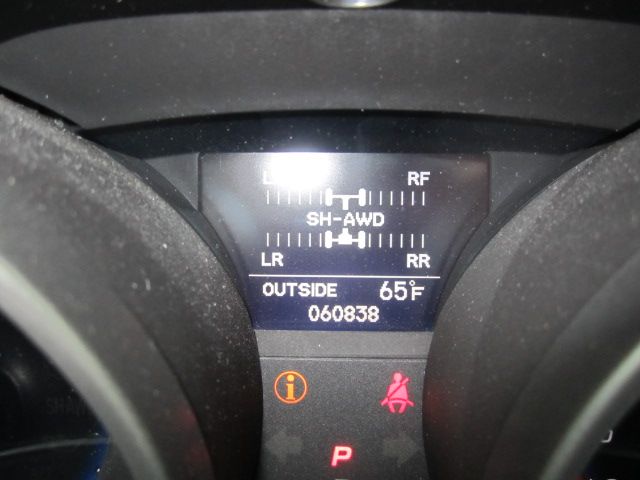 RF
SH-AWD
LR RR
OUTSIDE 65°F
060838
i
P